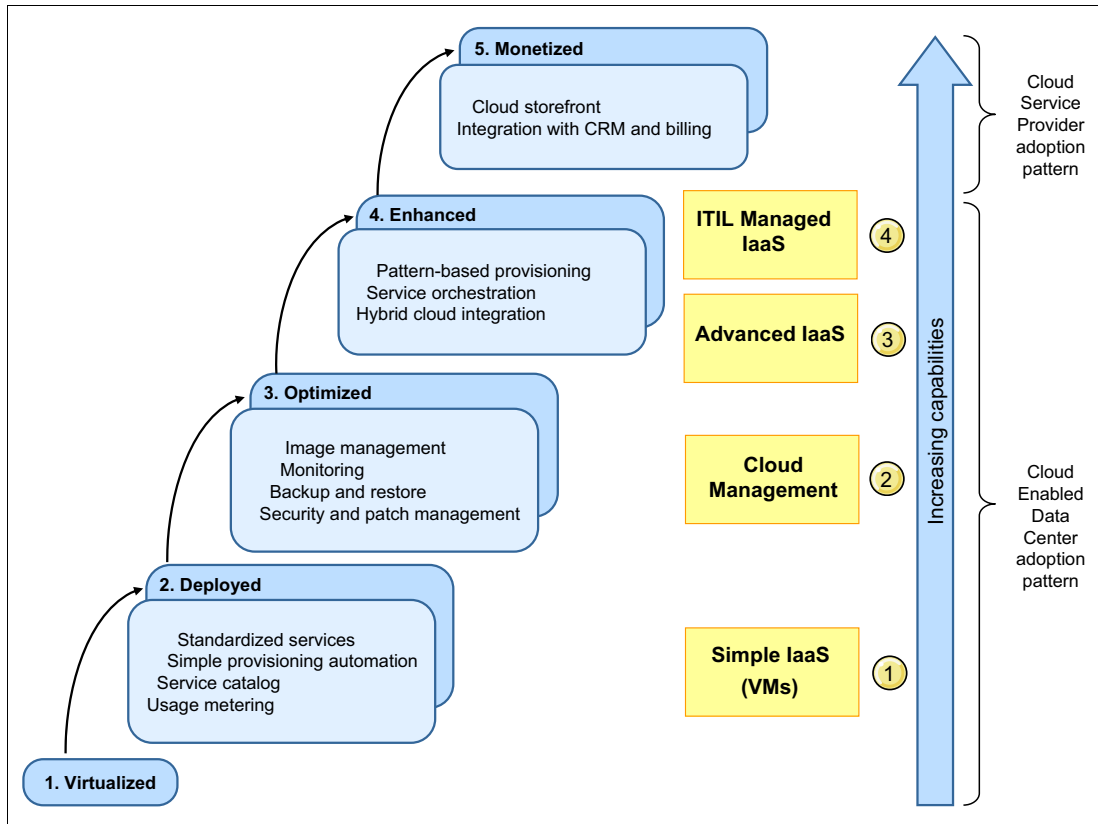 5. Monetized
Cloud storefront
Integration with CRM and billing
Cloud
Service
Provider
adoption
pattern
4. Enhanced
Pattern-based provisioning
Service orchestration
Hybrid cloud integration
ITIL Managed
IaaS
4
Advanced IaaS
3
3. Optimized
Image management
Monitoring
Backup and restore
Security and patch management
Cloud
Management
2
Increasing capabilities
Cloud
Enabled
Data
Center
adoption
pattern
2. Deployed
Standardized services
Simple provisioning automation
Service catalog
Usage metering
Simple IaaS
(VMs)
1
1. Virtualized